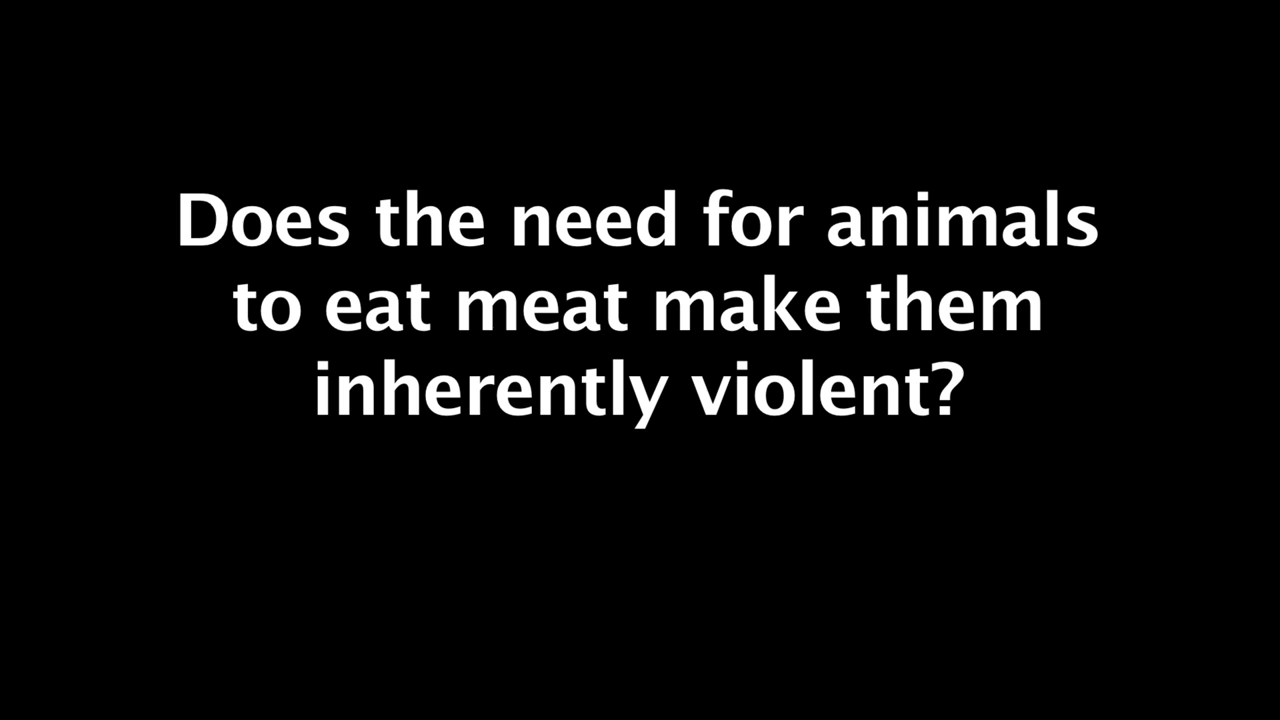 Does the need for animals
to eat meat make them
inherently violent?